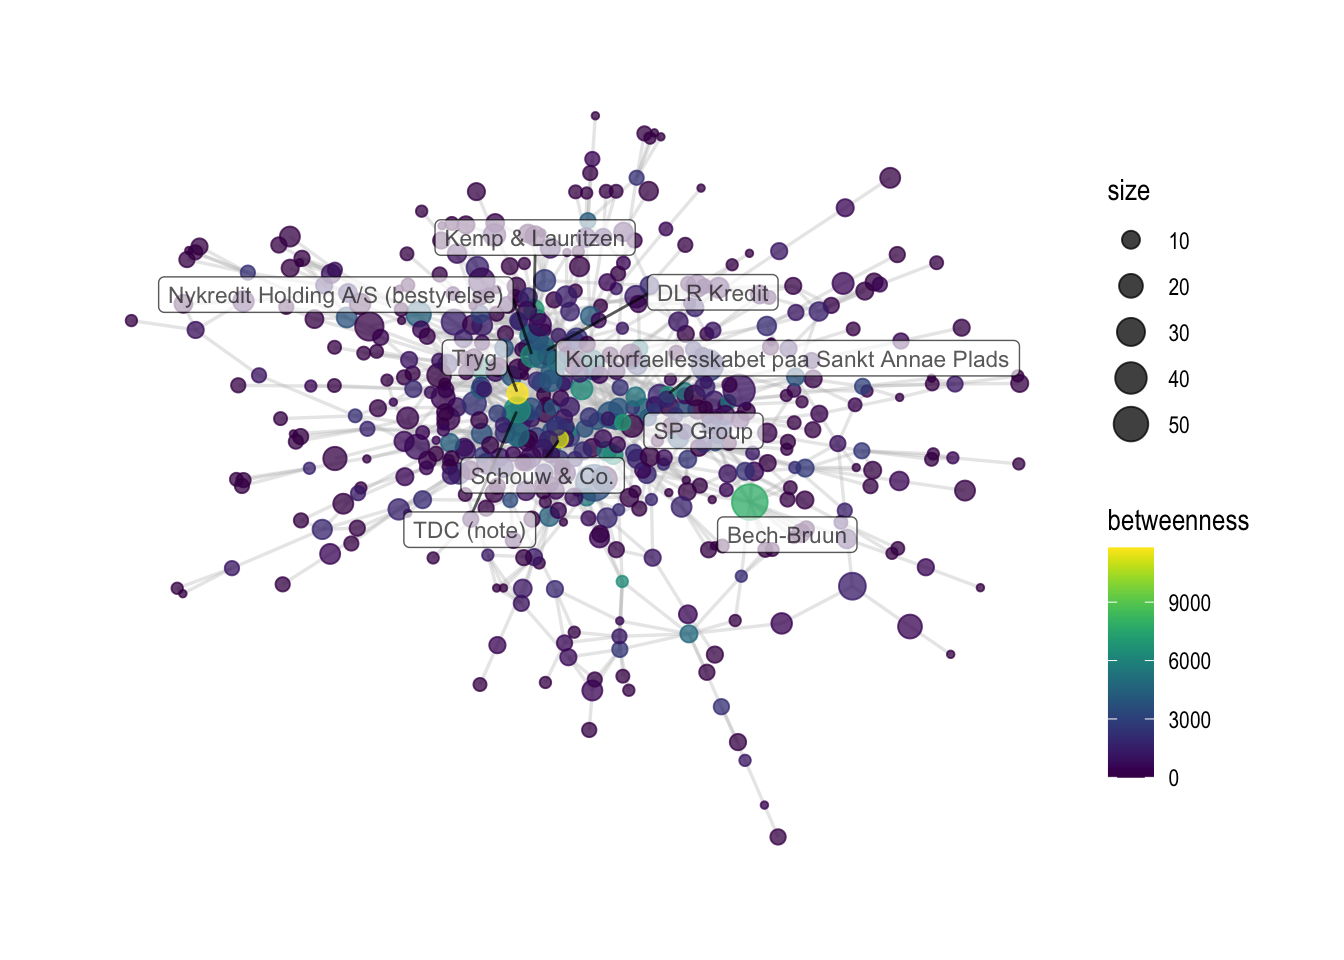 Kemp & Lauritzen
Nykredit Holding A/S (bestyrelse)
DLR Kredit
Tryg
Kontorfaellesskabet paa Sankt Annae Plads
SP Group
Schouw & Co.
TDC (note)
Bech-Bruun
size
10
20
30
40
50
betweenness
9000
6000
3000
0